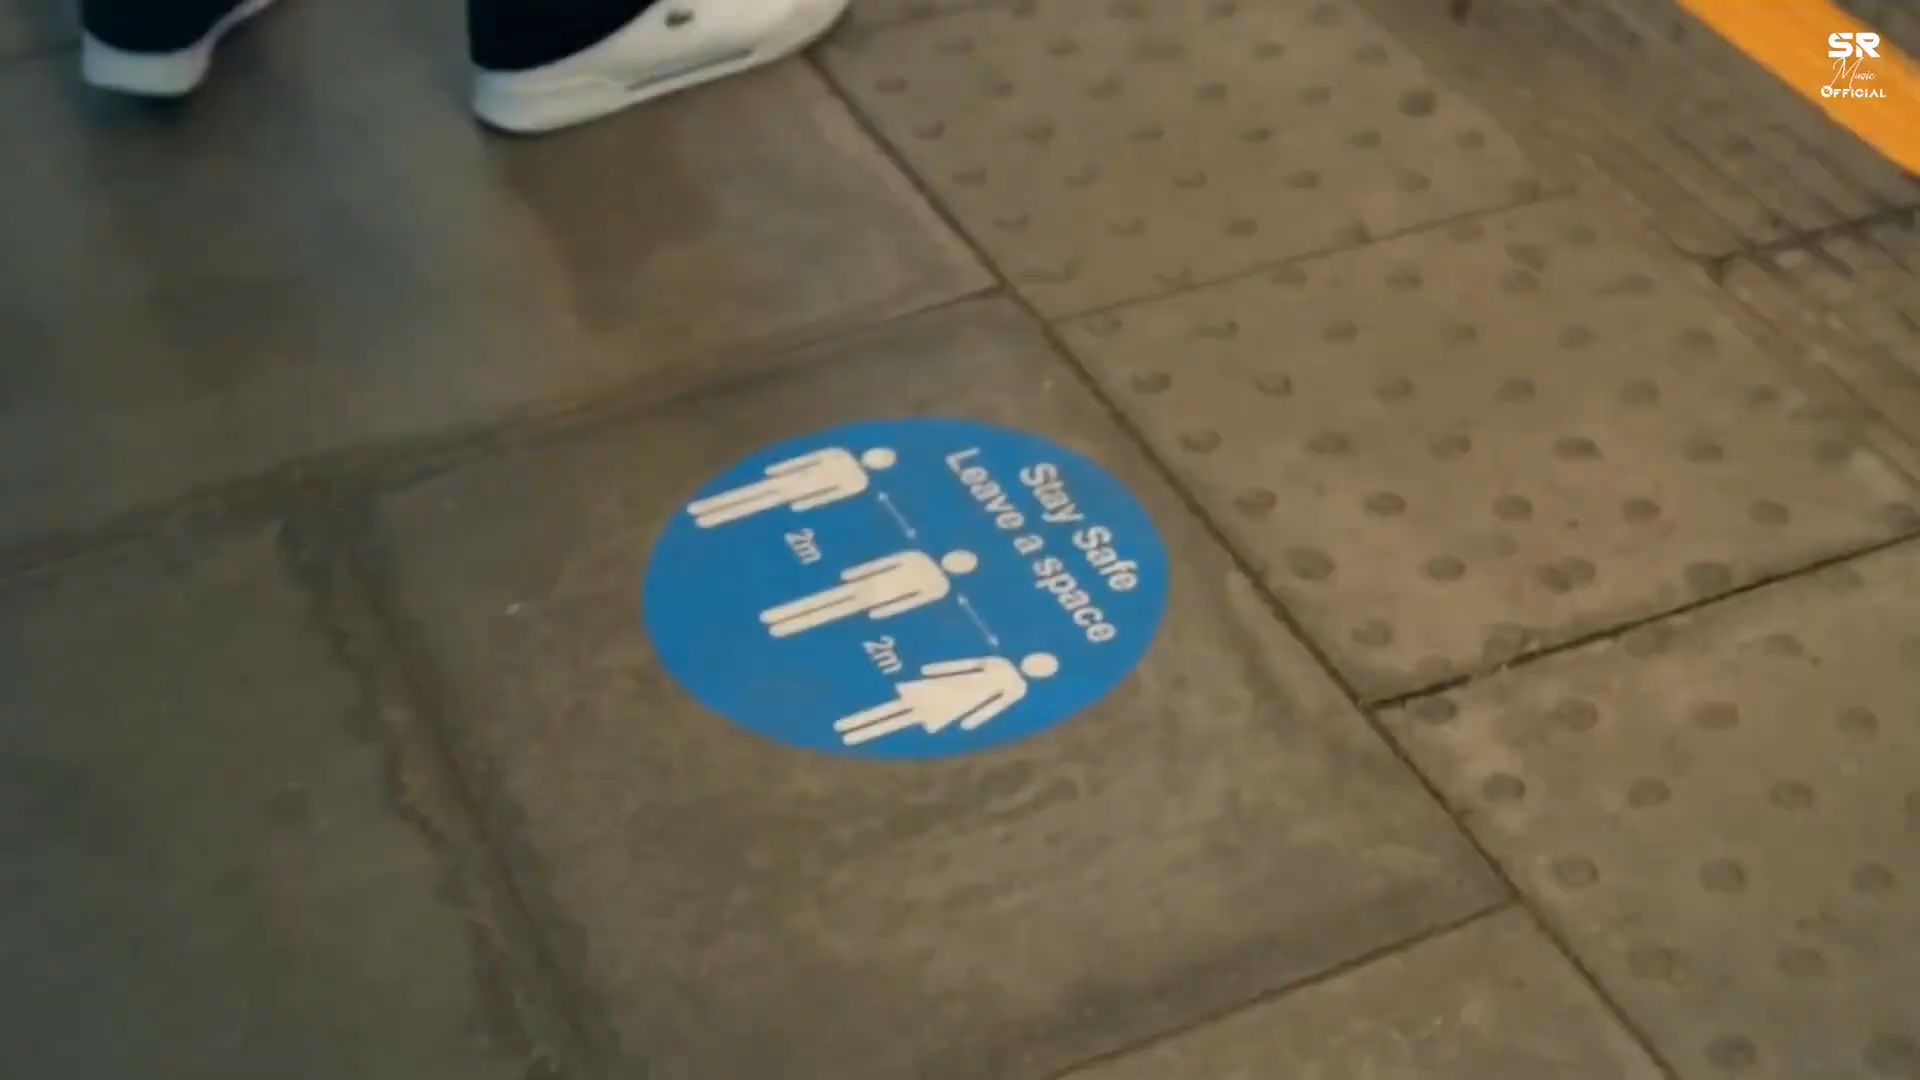 Stay Safe
Leave a space
2m
2m
SR
Music
Official